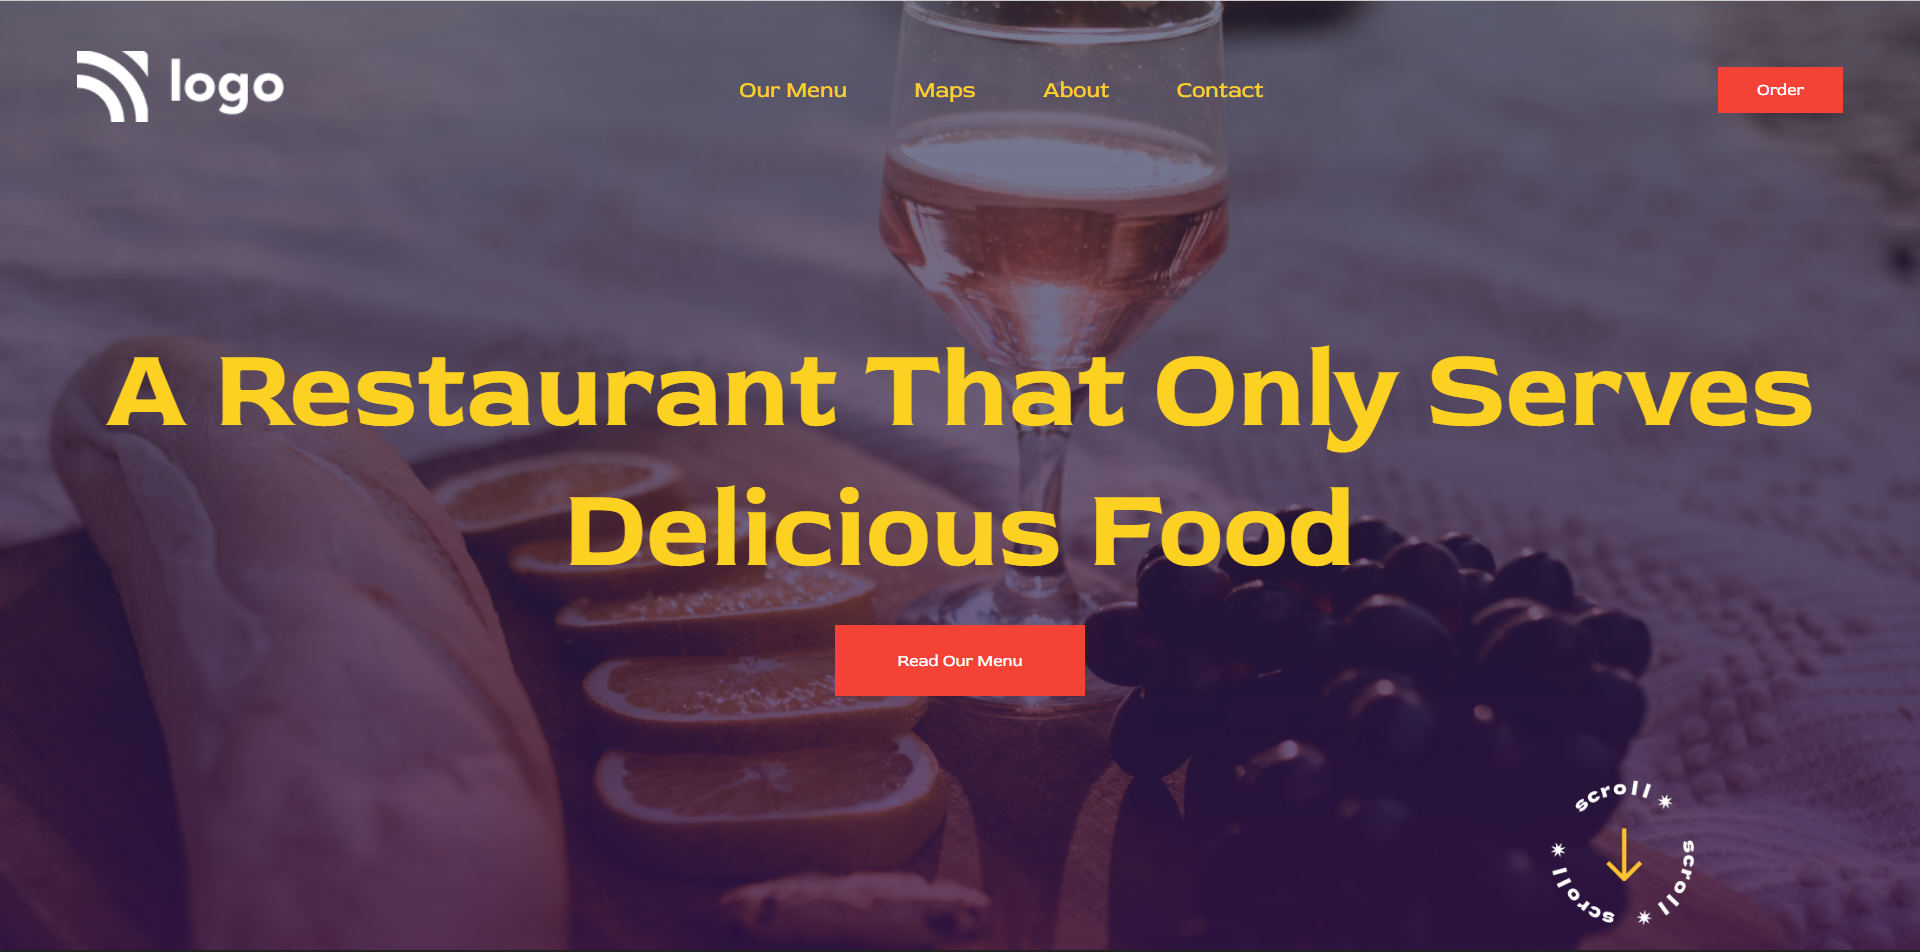 logo
Our Menu
Maps
About
Contact
Order
A Restaurant That Only Serves
Delicious Food
Read Our Menu
scroll
scroll
scroll